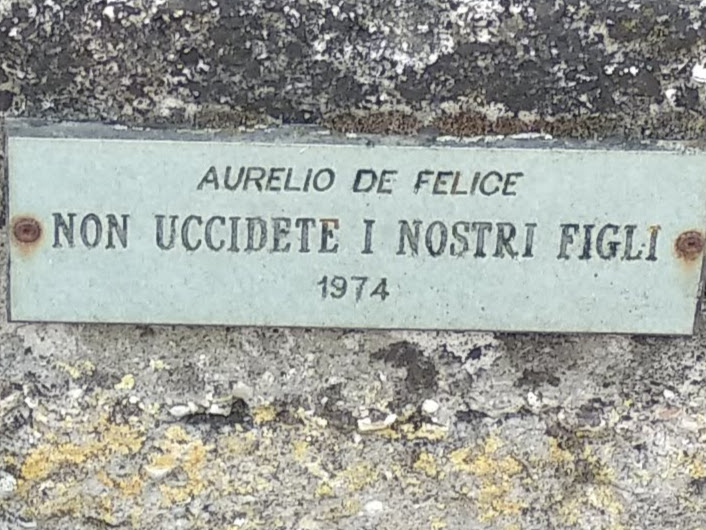 AURELIO DE FELICE
NON UCCIDETE I NOSTRI FIGLI
1974